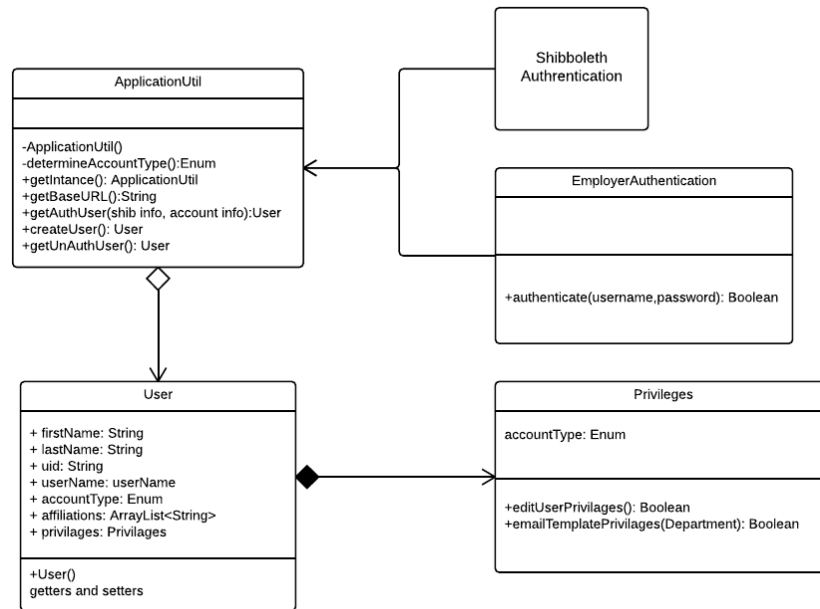 ApplicationUtil
-ApplicationUtil()
-determineAccountType():Enum
+getIntance(): ApplicationUtil
+getBaseURL():String
+getAuthUser(shib info, account info):User
+createUser(): User
+getUnAuthUser(): User
Shibboleth
Authrentication
EmployerAuthentication
+authenticate(username,password): Boolean
User
+ firstName: String
+ lastName: String
+ uid: String
+ userName: userName
+ accountType: Enum
+ affiliations: ArrayList<String>
+ privilages: Privilages
+User()
getters and setters
Privileges
accountType: Enum
+editUserPrivilages(): Boolean
+emailTemplatePrivilages(Department): Boolean